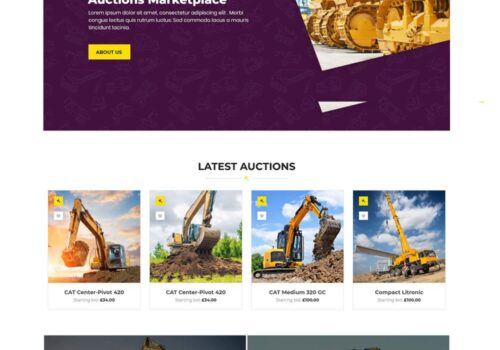 Auctions Marketplace
Lorem ipsum dolor sit amet, consectetur adipiscing elit . Morbi
congue lectus quis rutrum luctus. Sed commodo lacus a mauris
tincidunt lacinia.
ABOUT US
LATEST AUCTIONS
CAT Center-Pivot 420
Starting bid: £34.00
CAT Center-Pivot 420
Starting bid: £34.00
CAT Medium 320 GC
Starting bid: £100.00
Compact Litronic
Starting bid: £100.00